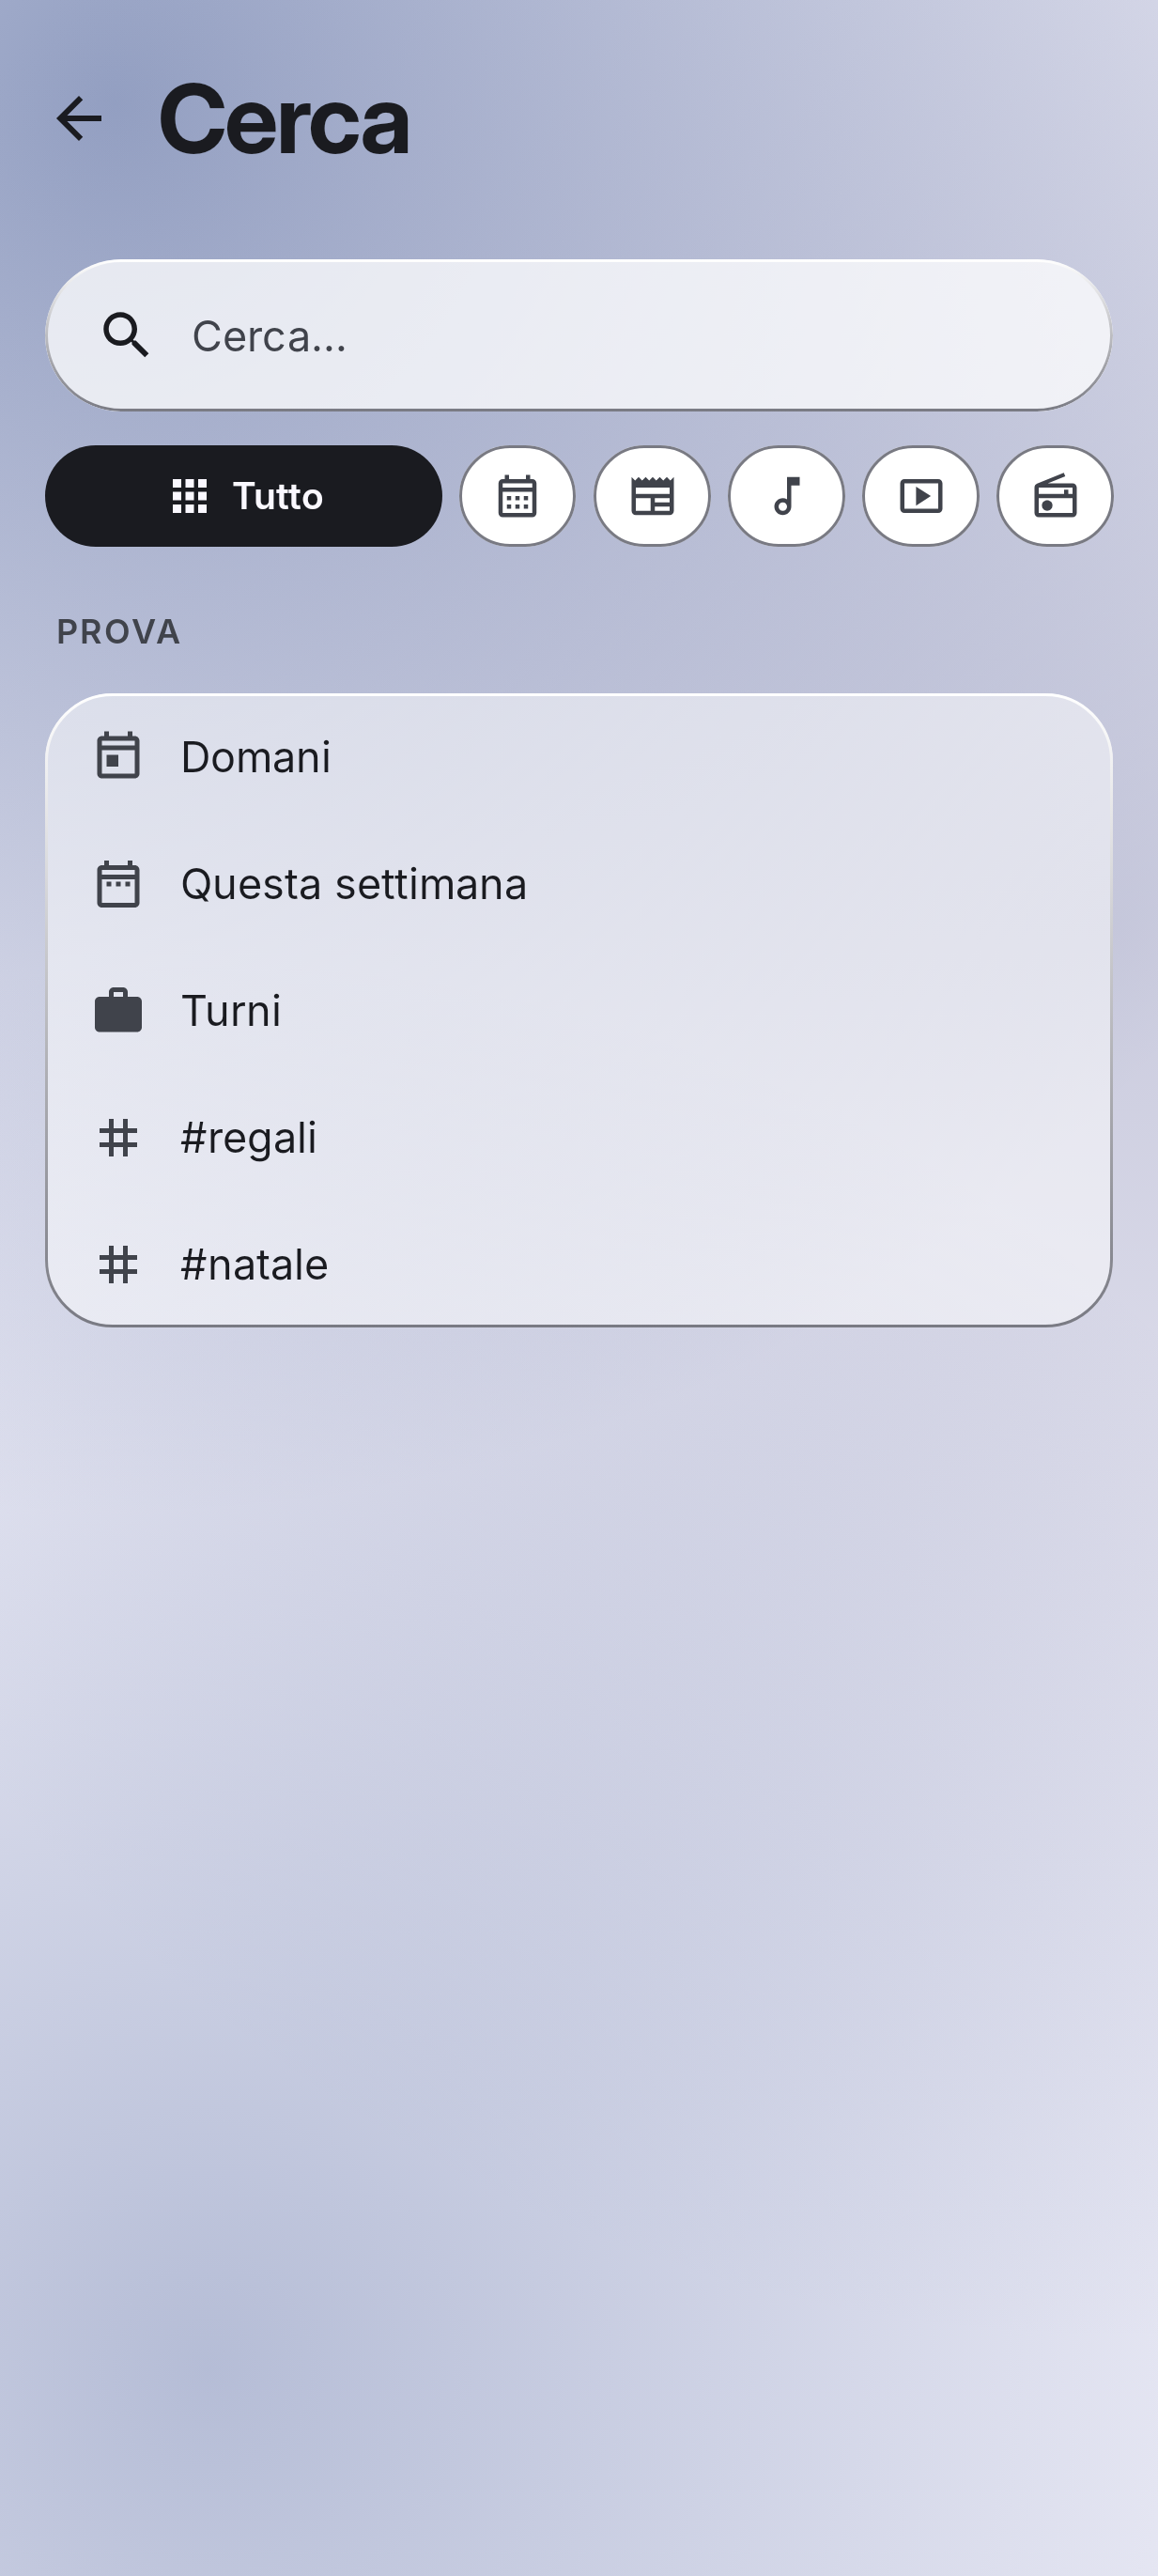 Cerca
Cerca...
Tutto
PROVA
Domani
Questa settimana
Turni
#regali
#natale